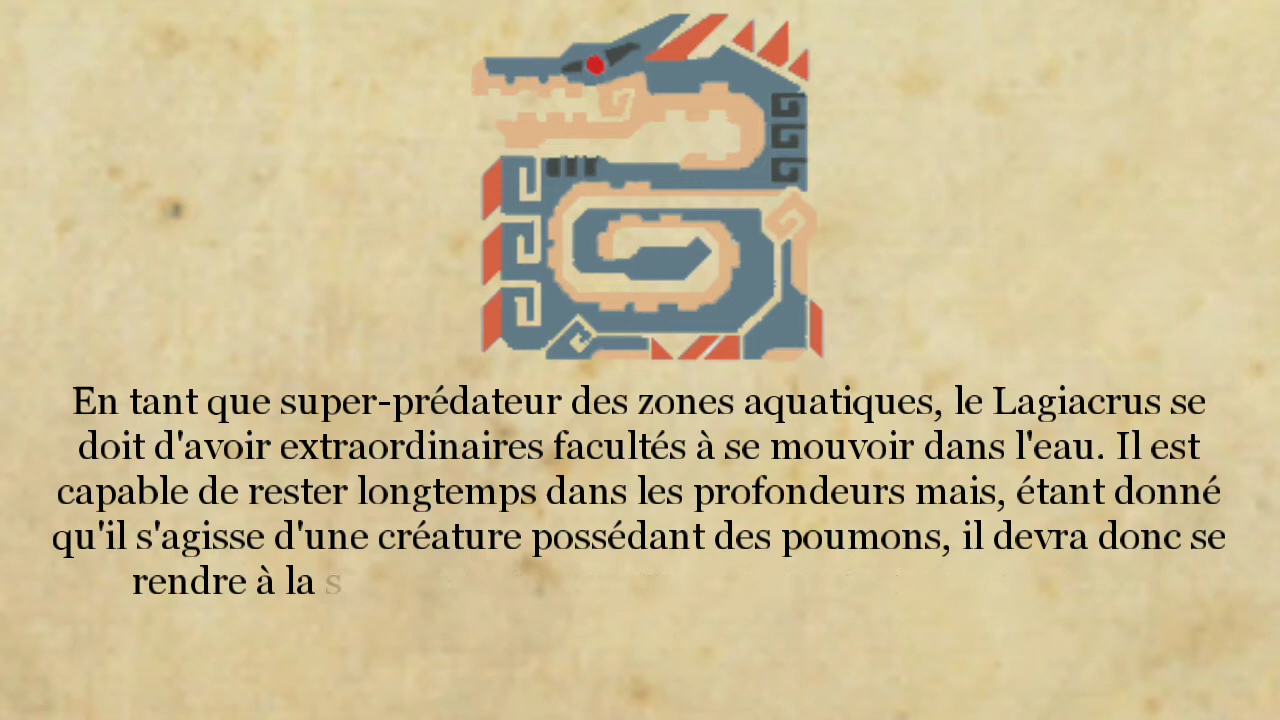 En tant que super-prédateur des zones aquatiques, le Lagiacrus se
doit d'avoir extraordinaires facultés à se mouvoir dans l'eau. Il est
capable de rester longtemps dans les profondeurs mais, étant donné
qu'il s'agisse d'une créature possédant des poumons, il devra donc se
rendre à la s